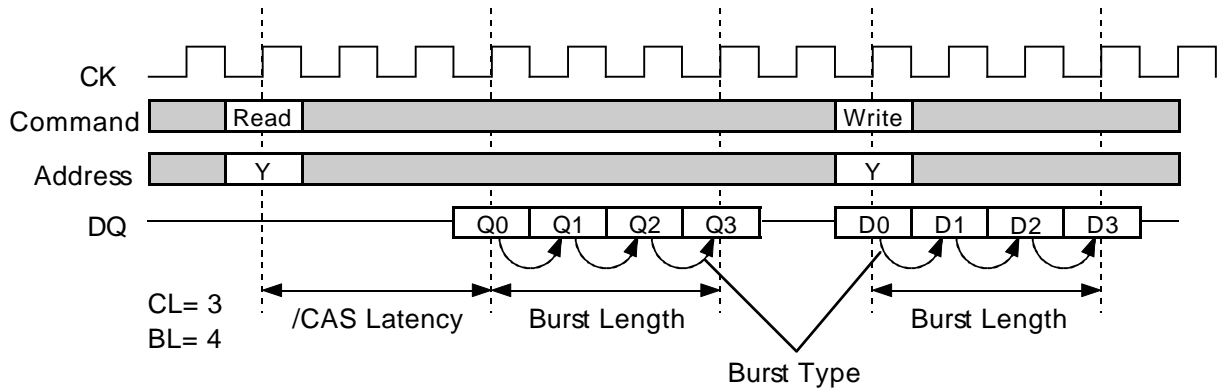 CK
Command Read Write
Address Y Y
DQ Q0 Q1 Q2 Q3 D0 D1 D2 D3
CL= 3
BL= 4
/CAS Latency Burst Length Burst Length
Burst Type